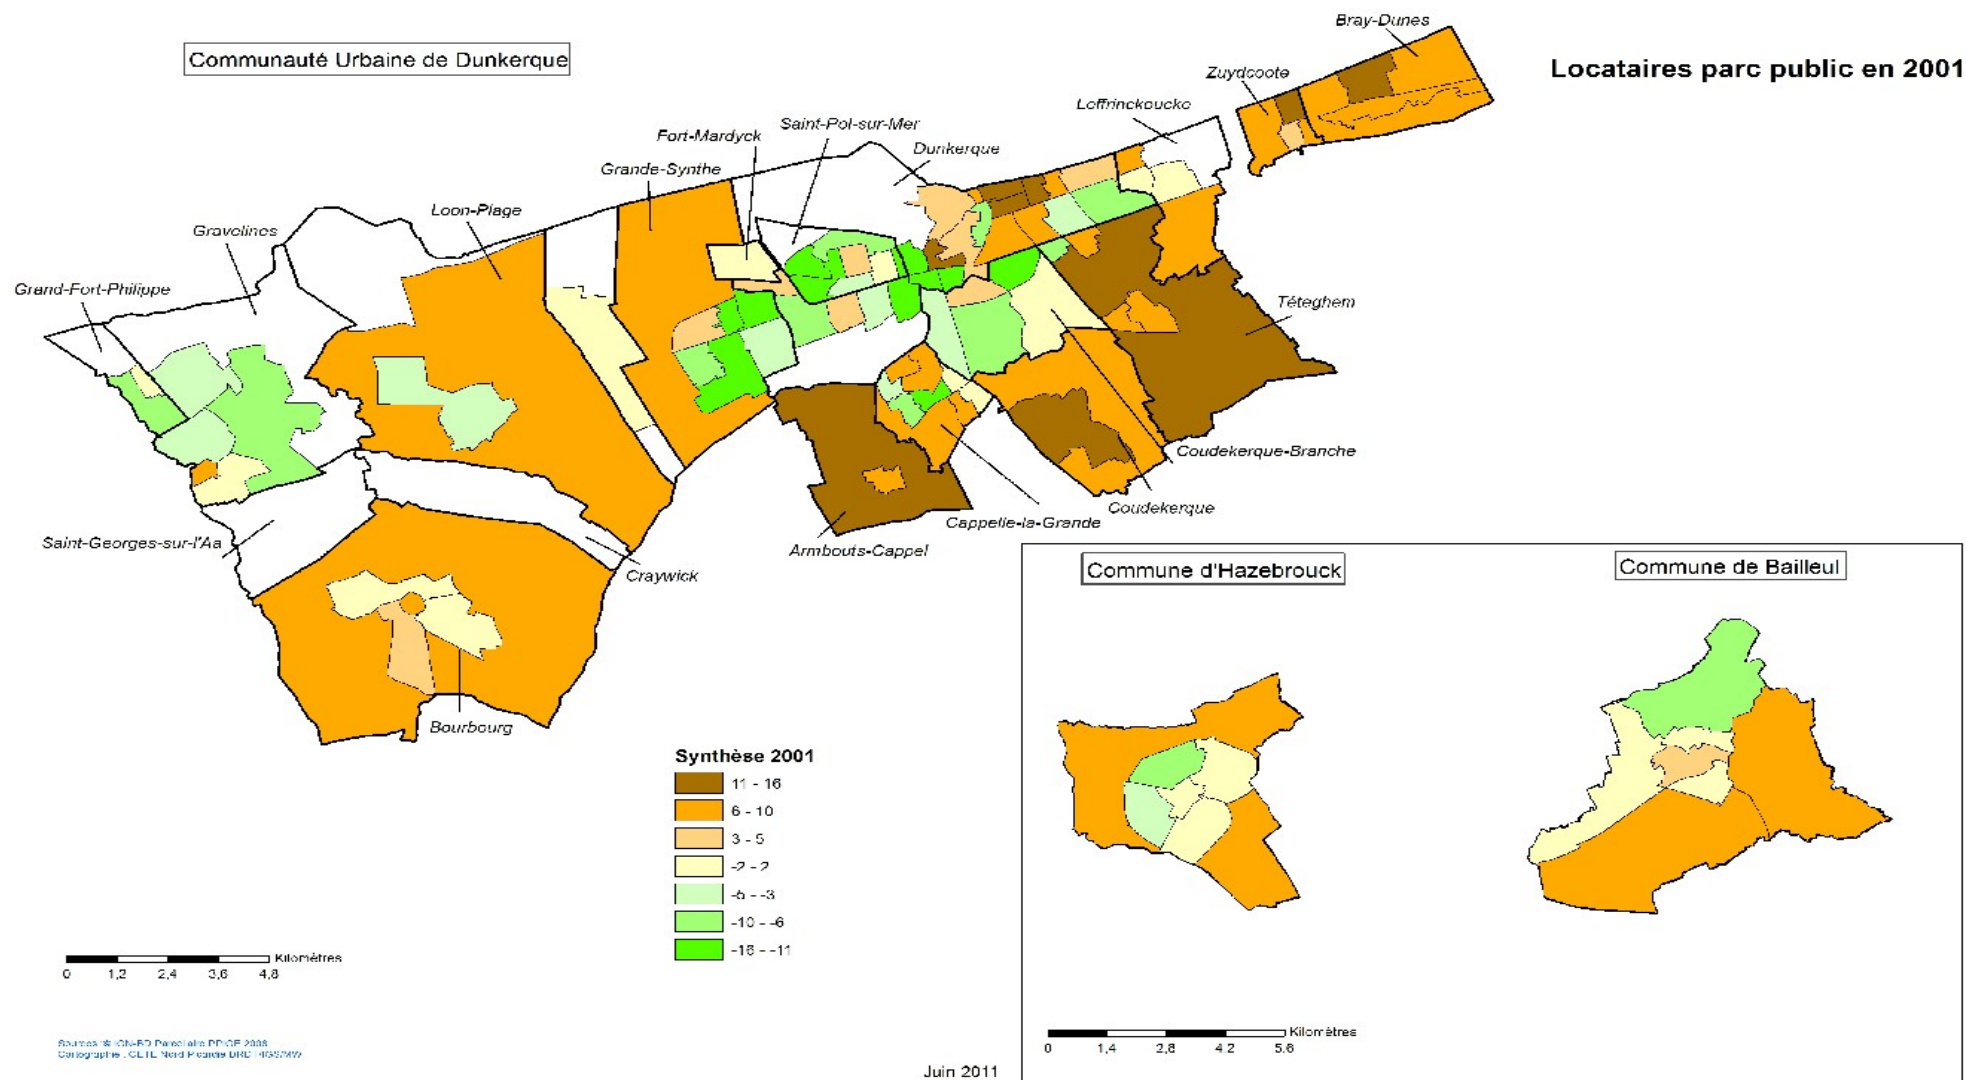 Bray-Dunes
Communauté Urbaine de Dunkerque
Locataires parc public en 2001
Zuydcoote
Leffrinckoucke
Saint-Pol-sur-Mer
Fort-Mardyck
Dunkerque
Grande-Synthe
Loon-Plage
Gravelines
Grand-Fort-Philippe
Téteghem
Coudekerque-Branche
Coudekerque
Cappelle-la-Grande
Saint-Georges-sur-l'Aa
Armbouts-Cappel
Craywick
Bourbourg
Commune d'Hazebrouck
Commune de Bailleul
Synthèse 2001
11 - 16
6 - 10
3 - 5
-2 - 2
-5 - -3
-10 - -6
-16 - -11
Kilomètres
0 1,2 2,4 3,6 4,8
Kilomètres
0 1,4 2,8 4,2 5,6
Cartographie : CETE Nord Picardie
Juin 2011